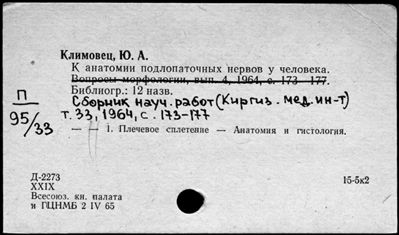 Климовец, Ю. А.
К анатомии подлопаточных нервов у человека.
Вопросы морфологии, вып. 4, 1964, с. 173—177.
Библиогр.: 12 назв.
П
95/33
Сборник науч. работ (Киргиз. мед. ин-т)
т. 33, 1964, с. 173-177
— — 1. Плечевое сплетение — Анатомия и гистология.
Д-2273
XXIX
15-5к2
Всесоюз. кн. палата
и ГЦНМБ 2 IV 65